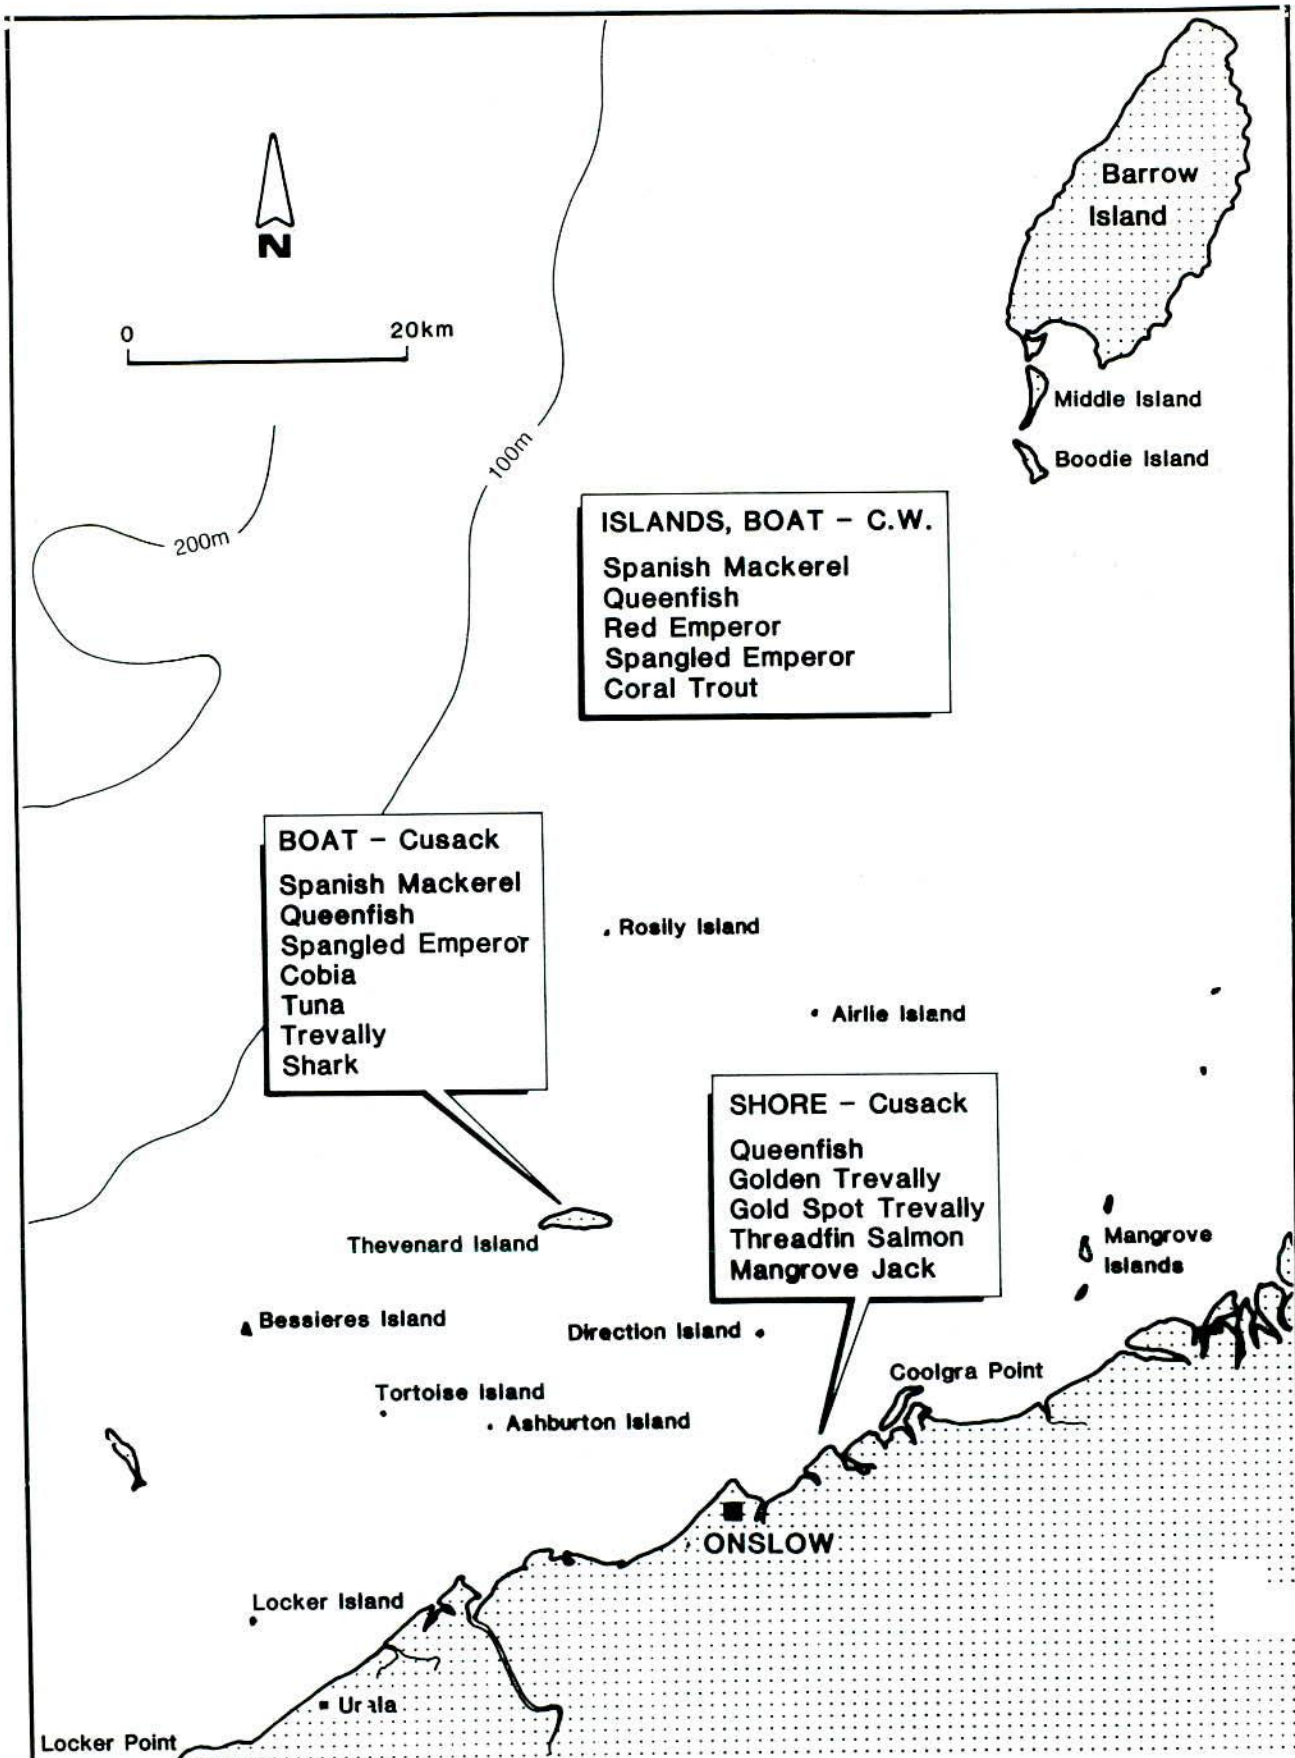 Barrow
Island
N
0 20km
Middle Island
Boodie Island
100m
200m
ISLANDS, BOAT - C.W.
Spanish Mackerel
Queenfish
Red Emperor
Spangled Emperor
Coral Trout
BOAT - Cusack
Spanish Mackerel
Queenfish
Spangled Emperor
Cobia
Tuna
Trevally
Shark
Rosily Island
Airlie Island
SHORE - Cusack
Queenfish
Golden Trevally
Gold Spot Trevally
Threadfin Salmon
Mangrove Jack
Thevenard Island
Mangrove
Islands
Bessieres Island
Direction Island
Coolgra Point
Tortoise Island
Ashburton Island
ONSLOW
Locker Island
Urala
Locker Point